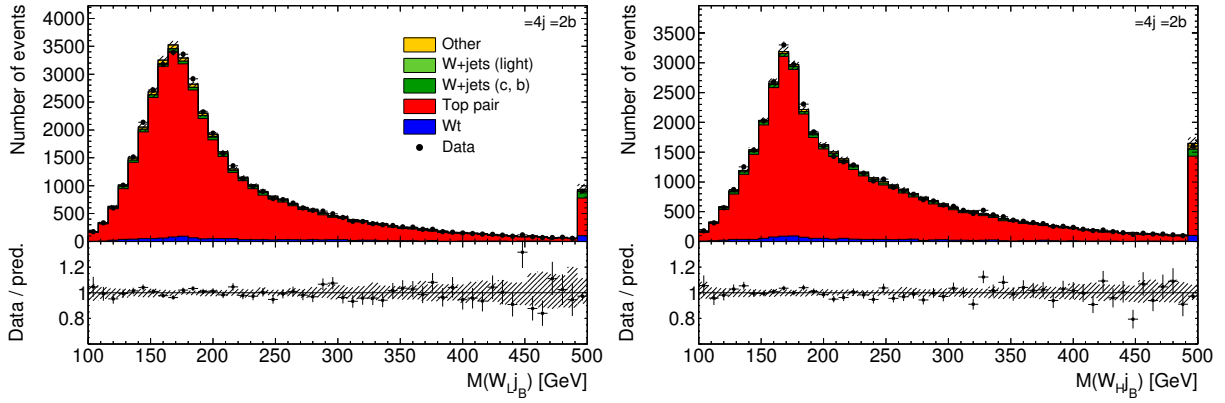 Number of events
4000
3500
3000
2500
2000
1500
1000
500
0
=4j =2b
Other
W+jets (light)
W+jets (c, b)
Top pair
Wt
Data
Data / pred.
1.2
1
0.8
100 150 200 250 300 350 400 450 500
M(W_L j_B) [GeV]
Number of events
4000
3500
3000
2500
2000
1500
1000
500
0
=4j =2b
Data / pred.
1.2
1
0.8
100 150 200 250 300 350 400 450 500
M(W_H j_B) [GeV]